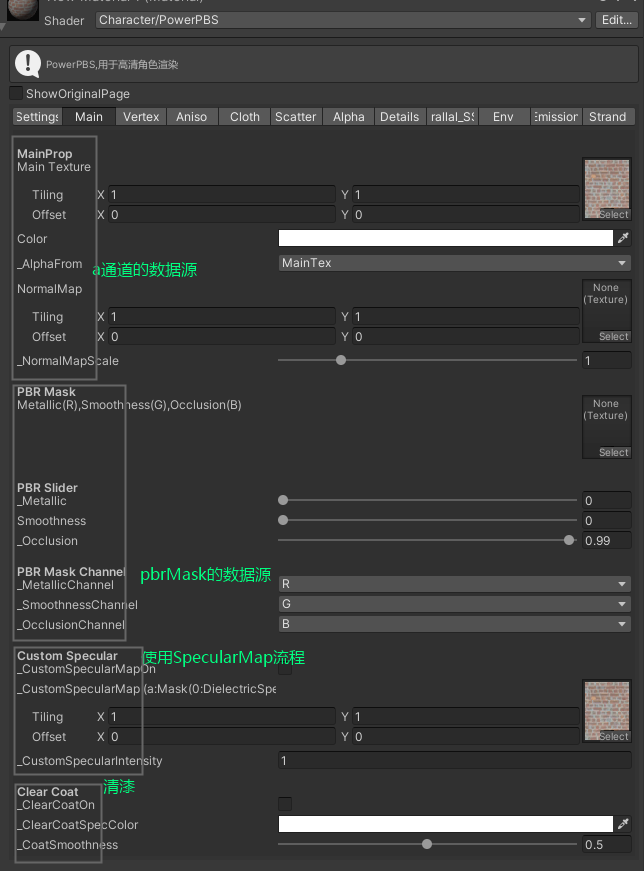 Shader Character/PowerPBS Edit...
PowerPBS,用于高清角色渲染
ShowOriginalPage
Settings Main Vertex Aniso Cloth Scatter Alpha Details rallal_SS Env Emission Strand
MainProp
Main Texture
Tiling X 1 Y 1
Offset X 0 Y 0
Select
Color
_AlphaFrom a通道的数据源 MainTex
NormalMap
None
(Texture)
Tiling X 1 Y 1
Offset X 0 Y 0
Select
_NormalMapScale 1
PBR Mask
Metallic(R),Smoothness(G),Occlusion(B)
None
(Texture)
Select
PBR Slider
_Metallic 0
Smoothness 0
_Occlusion 0.99
PBR Mask Channel
pbrMask的数据源
_MetallicChannel R
_SmoothnessChannel G
_OcclusionChannel B
Custom Specular 使用SpecularMap流程
_CustomSpecularMapOn
_CustomSpecularMap (a:Mask(0:DielectricSpe
Tiling X 1 Y 1
Offset X 0 Y 0
Select
_CustomSpecularIntensity 1
Clear Coat 清漆
_ClearCoatOn
_ClearCoatSpecColor
_CoatSmoothness 0.5